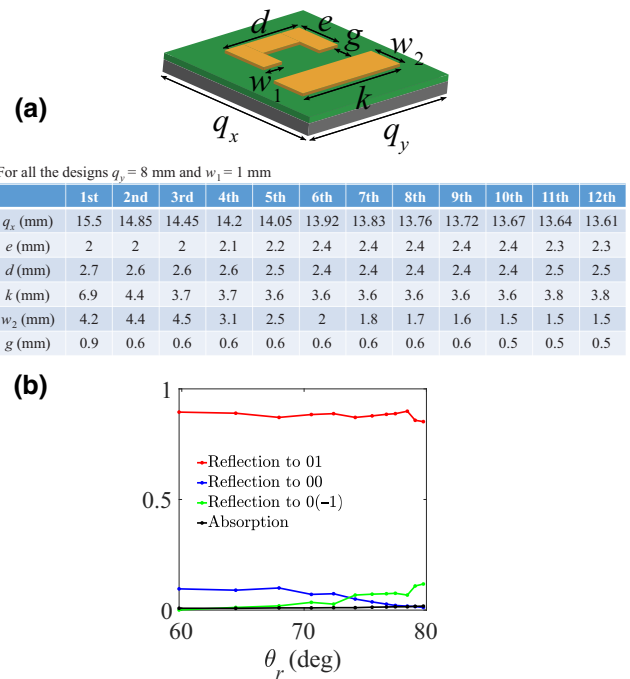 d
e
g
w₂
w₁
k
(a)
qₓ
q_y
For all the designs q_y = 8 mm and w₁ = 1 mm
1st 2nd 3rd 4th 5th 6th 7th 8th 9th 10th 11th 12th
qₓ (mm) 15.5 14.85 14.45 14.2 14.05 13.92 13.83 13.76 13.72 13.67 13.64 13.61
e (mm) 2 2 2 2.1 2.2 2.4 2.4 2.4 2.4 2.4 2.3 2.3
d (mm) 2.7 2.6 2.6 2.6 2.5 2.4 2.4 2.4 2.4 2.4 2.5 2.5
k (mm) 6.9 4.4 3.7 3.7 3.6 3.6 3.6 3.6 3.6 3.6 3.8 3.8
w₂ (mm) 4.2 4.4 4.5 3.1 2.5 2 1.8 1.7 1.6 1.5 1.5 1.5
g (mm) 0.9 0.6 0.6 0.6 0.6 0.6 0.6 0.6 0.6 0.5 0.5 0.5
(b)
1
Reflection to 01
Reflection to 00
0.5
Reflection to 0(−1)
Absorption
0
60 70 80
θ_r (deg)